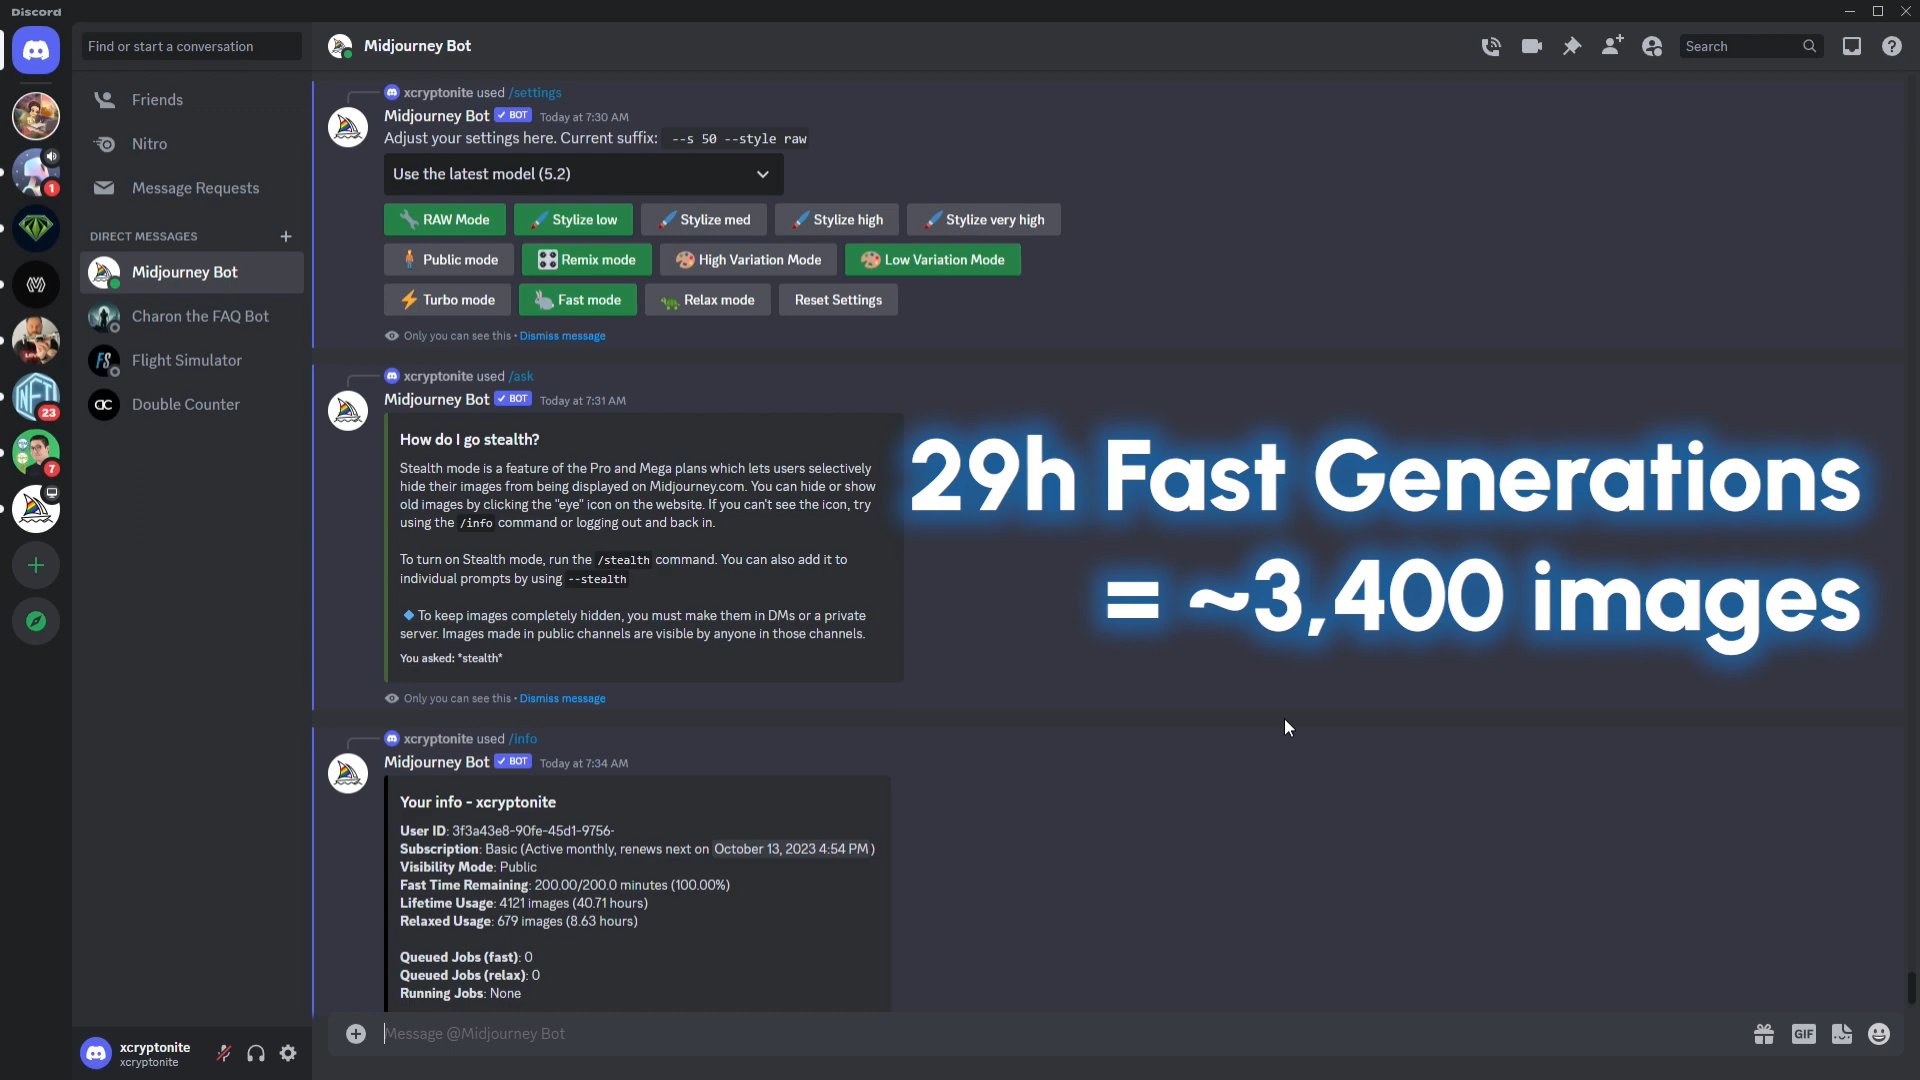 Discord
Find or start a conversation
Friends
Nitro
Message Requests
DIRECT MESSAGES
Midjourney Bot
Charon the FAQ Bot
Flight Simulator
Double Counter
1
NFT
23
7
FS
xcryptonite
xcryptonite
Midjourney Bot
Search
xcryptonite used /settings
Midjourney Bot BOT Today at 7:30 AM
Adjust your settings here. Current suffix: --s 50 --style raw
Use the latest model (5.2)
RAW Mode Stylize low Stylize med Stylize high Stylize very high
Public mode Remix mode High Variation Mode Low Variation Mode
Turbo mode Fast mode Relax mode Reset Settings
Only you can see this • Dismiss message
xcryptonite used /ask
Midjourney Bot BOT Today at 7:31 AM
How do I go stealth?
Stealth mode is a feature of the Pro and Mega plans which lets users selectively
hide their images from being displayed on Midjourney.com. You can hide or show
old images by clicking the "eye" icon on the website. If you can't see the icon, try
using the /info command or logging out and back in.
To turn on Stealth mode, run the /stealth command. You can also add it to
individual prompts by using --stealth
To keep images completely hidden, you must make them in DMs or a private
server. Images made in public channels are visible by anyone in those channels.
You asked: *stealth*
Only you can see this • Dismiss message
29h Fast Generations
= ~3,400 images
xcryptonite used /info
Midjourney Bot BOT Today at 7:34 AM
Your info - xcryptonite
User ID: 3f3a43e8-90fe-45d1-9756-
Subscription: Basic (Active monthly, renews next on October 13, 2023 4:54 PM)
Visibility Mode: Public
Fast Time Remaining: 200.00/200.0 minutes (100.00%)
Lifetime Usage: 4121 images (40.71 hours)
Relaxed Usage: 679 images (8.63 hours)
Queued Jobs (fast): 0
Queued Jobs (relax): 0
Running Jobs: None
Message @Midjourney Bot
GIF